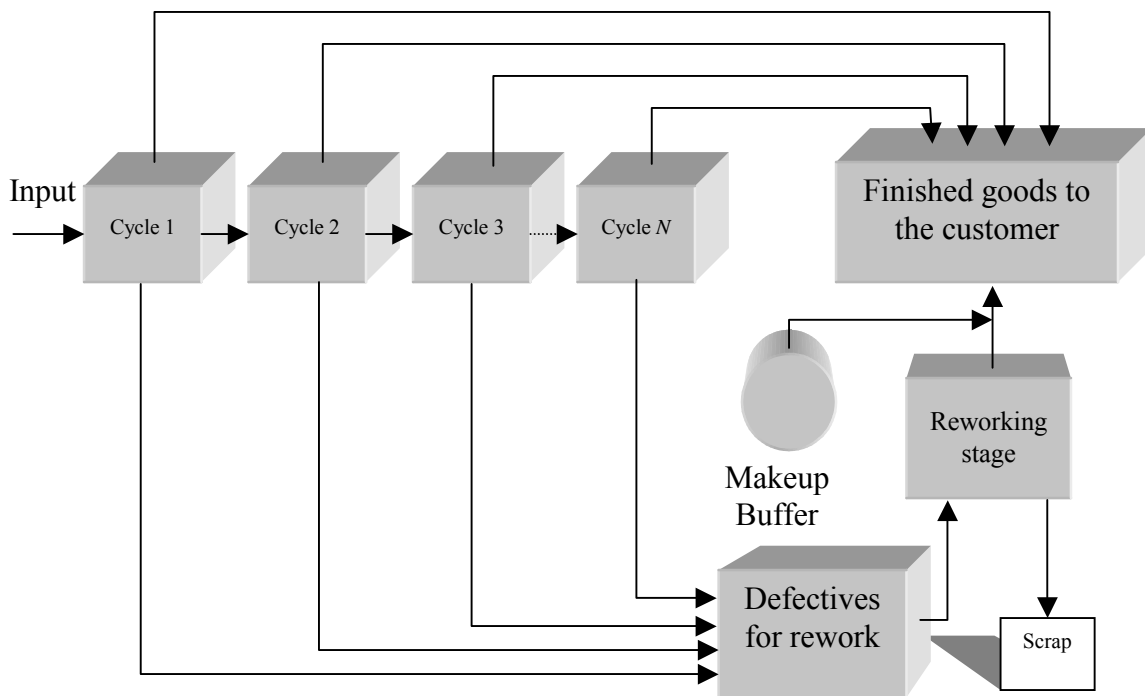 Input
Cycle 1
Cycle 2
Cycle 3
Cycle N
Finished goods to
the customer
Reworking
stage
Makeup
Buffer
Defectives
for rework
Scrap